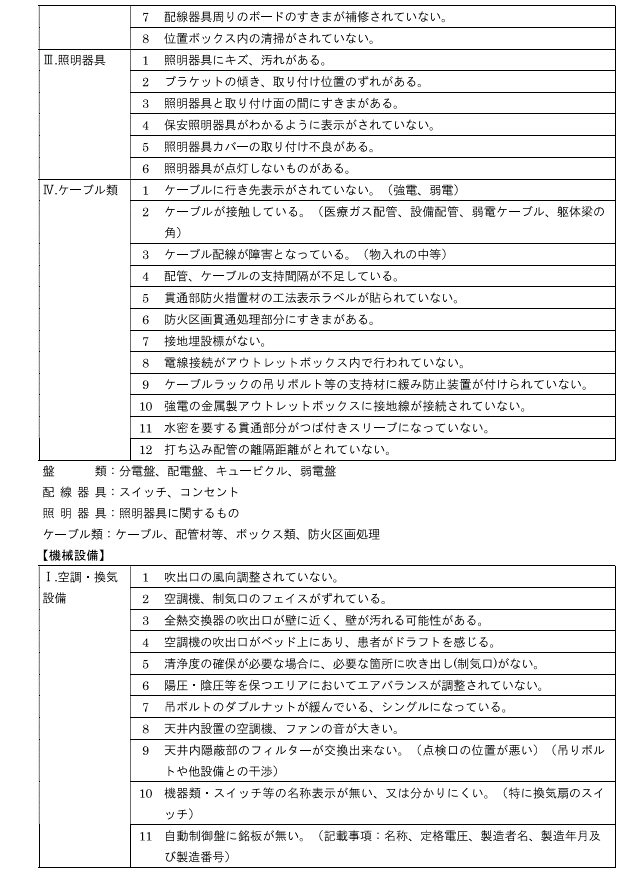 7 配線器具周りのボードのすきまが補修されていない。
8 位置ボックス内の清掃がされていない。
Ⅲ.照明器具 1 照明器具にキズ、汚れがある。
2 ブラケットの傾き、取り付け位置のずれがある。
3 照明器具と取り付け面の間にすきまがある。
4 保安照明器具がわかるように表示がされていない。
5 照明器具カバーの取り付け不良がある。
6 照明器具が点灯しないものがある。
Ⅳ.ケーブル類 1 ケーブルに行き先表示がされていない。（強電、弱電）
2 ケーブルが接触している。（医療ガス配管、設備配管、弱電ケーブル、躯体梁の
角）
3 ケーブル配線が障害となっている。（物入れの中等）
4 配管、ケーブルの支持間隔が不足している。
5 貫通部防火措置材の工法表示ラベルが貼られていない。
6 防火区画貫通処理部分にすきまがある。
7 接地埋設標がない。
8 電線接続がアウトレットボックス内で行われていない。
9 ケーブルラックの吊りボルト等の支持材に緩み防止装置が付けられていない。
10 強電の金属製アウトレットボックスに接地線が接続されていない。
11 水密を要する貫通部分がつば付きスリーブになっていない。
12 打ち込み配管の離隔距離がとれていない。
盤　　　類：分電盤、配電盤、キュービクル、弱電盤
配 線 器 具：スイッチ、コンセント
照 明 器 具：照明器具に関するもの
ケーブル類：ケーブル、配管材等、ボックス類、防火区画処理
【機械設備】
Ⅰ.空調・換気 1 吹出口の風向調整されていない。
設備 2 空調機、制気口のフェイスがずれている。
3 全熱交換器の吹出口が壁に近く、壁が汚れる可能性がある。
4 空調機の吹出口がベッド上にあり、患者がドラフトを感じる。
5 清浄度の確保が必要な場合に、必要な箇所に吹き出し(制気口)がない。
6 陽圧・陰圧等を保つエリアにおいてエアバランスが調整されていない。
7 吊ボルトのダブルナットが緩んでいる、シングルになっている。
8 天井内設置の空調機、ファンの音が大きい。
9 天井内隠蔽部のフィルターが交換出来ない。（点検口の位置が悪い）（吊りボル
トや他設備との干渉）
10 機器類・スイッチ等の名称表示が無い、又は分かりにくい。（特に換気扇のスイ
ッチ）
11 自動制御盤に銘板が無い。（記載事項：名称、定格電圧、製造者名、製造年月及
び製造番号）